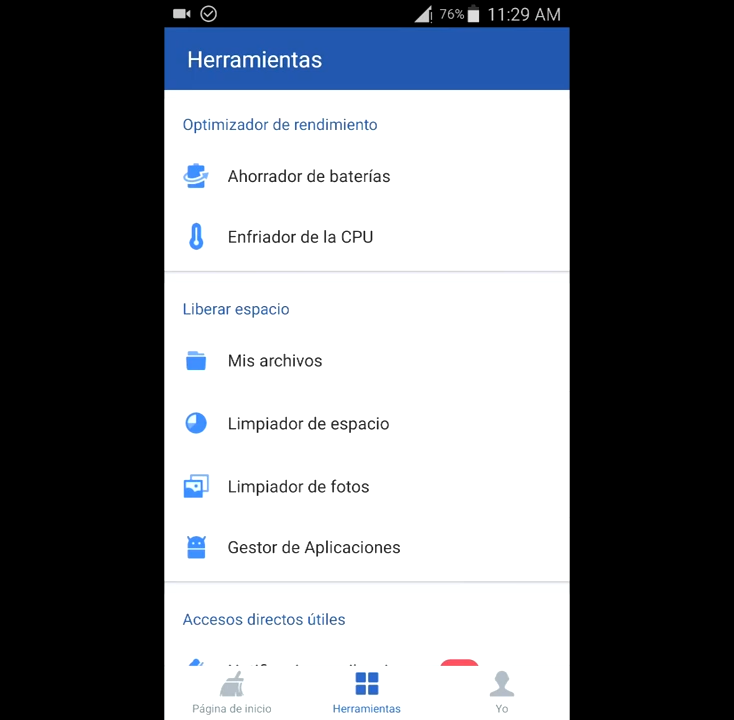 76% 11:29 AM
Herramientas
Optimizador de rendimiento
Ahorrador de baterías
Enfriador de la CPU
Liberar espacio
Mis archivos
Limpiador de espacio
Limpiador de fotos
Gestor de Aplicaciones
Accesos directos útiles
Página de inicio
Herramientas
Yo